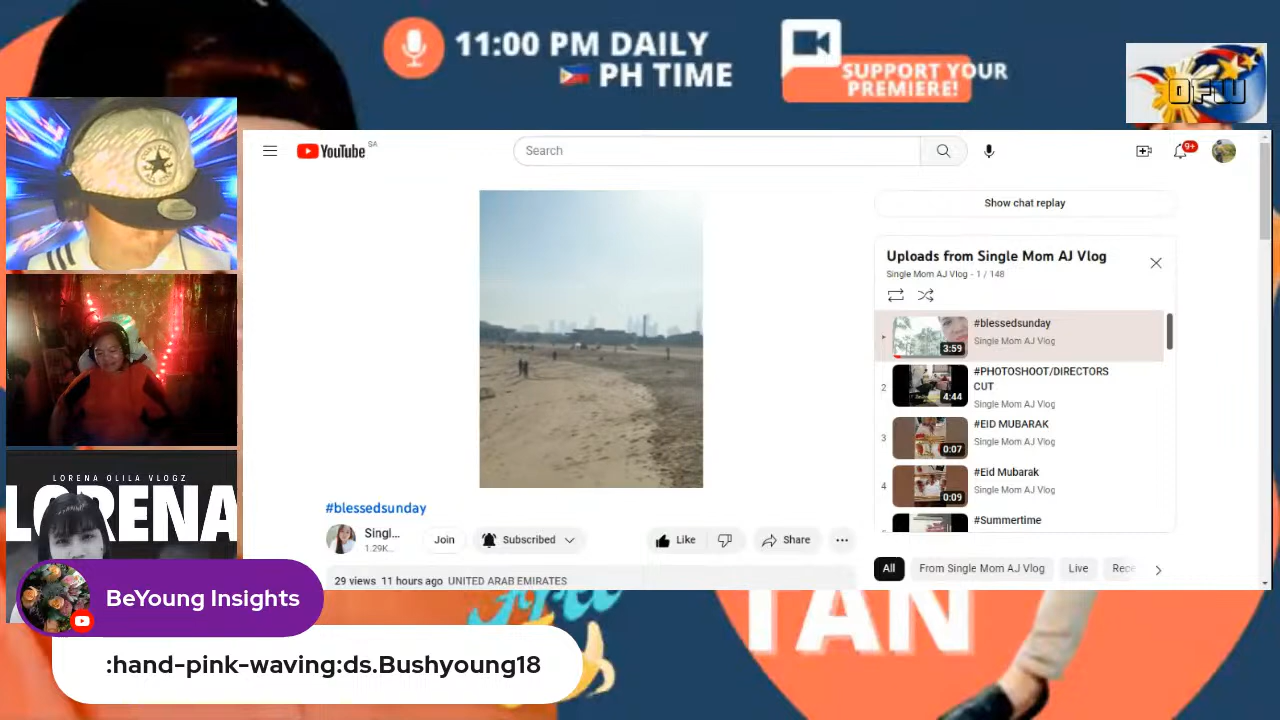 11:00 PM DAILY
PH TIME
SUPPORT YOUR
PREMIERE!
OFW
YouTube SA
Search
9+
Show chat replay
Uploads from Single Mom AJ Vlog
Single Mom AJ Vlog - 1 / 148
#blessedsunday
Single Mom AJ Vlog
3:59
2
#PHOTOSHOOT/DIRECTORS
CUT
Single Mom AJ Vlog
4:44
3
#EID MUBARAK
Single Mom AJ Vlog
0:07
4
#Eid Mubarak
Single Mom AJ Vlog
0:09
#Summertime
#blessedsunday
Singl...
1.29K...
Join
Subscribed
Like
Share
29 views 11 hours ago UNITED ARAB EMIRATES
All
From Single Mom AJ Vlog
Live
Rece
LORENA OLILA VLOGZ
LORENA
BeYoung Insights
:hand-pink-waving:ds.Bushyoung18
TAN